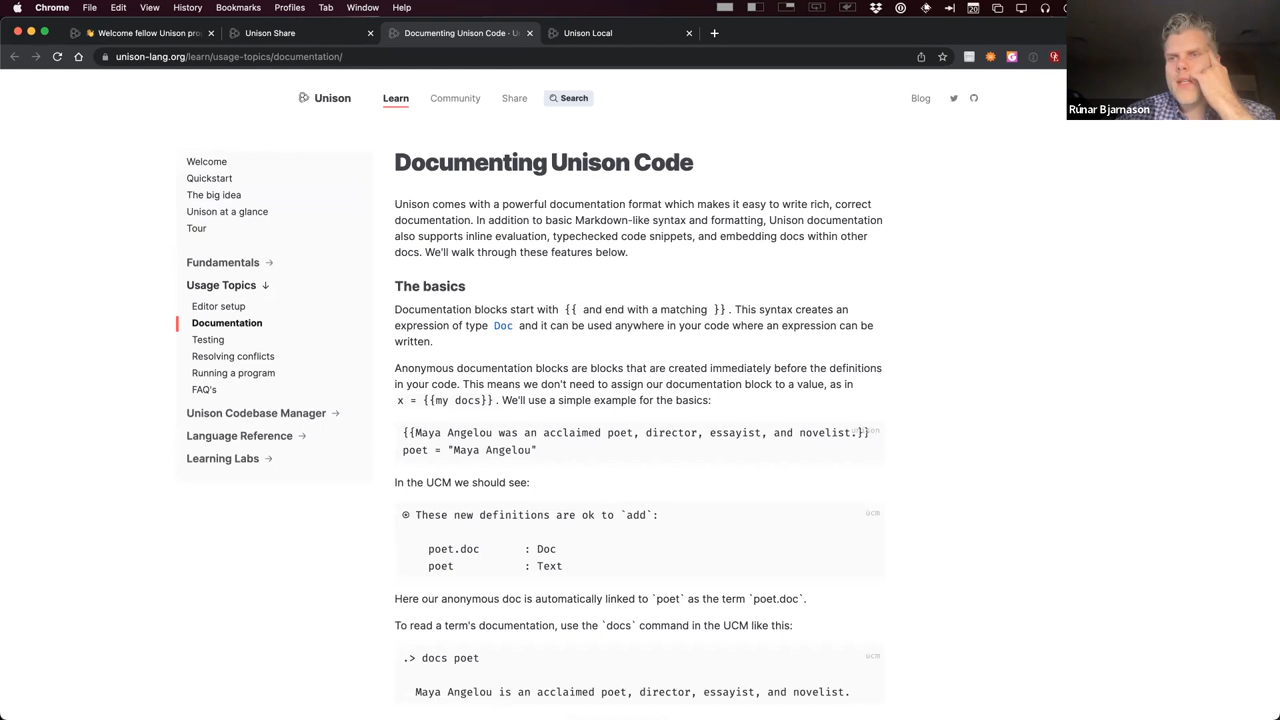 Chrome File Edit View History Bookmarks Profiles Tab Window Help
👋 Welcome fellow Unison pro
Unison Share
Documenting Unison Code · U
Unison Local
unison-lang.org/learn/usage-topics/documentation/
Rúnar Bjarnason
Unison Learn Community Share Search Blog
Welcome
Quickstart
The big idea
Unison at a glance
Tour
Fundamentals →
Usage Topics ↓
Editor setup
Documentation
Testing
Resolving conflicts
Running a program
FAQ's
Unison Codebase Manager →
Language Reference →
Learning Labs →
Documenting Unison Code
Unison comes with a powerful documentation format which makes it easy to write rich, correct
documentation. In addition to basic Markdown-like syntax and formatting, Unison documentation
also supports inline evaluation, typechecked code snippets, and embedding docs within other
docs. We'll walk through these features below.
The basics
Documentation blocks start with {{ and end with a matching }} . This syntax creates an
expression of type Doc and it can be used anywhere in your code where an expression can be
written.
Anonymous documentation blocks are blocks that are created immediately before the definitions
in your code. This means we don't need to assign our documentation block to a value, as in
x = {{my docs}} . We'll use a simple example for the basics:
unison
{{Maya Angelou was an acclaimed poet, director, essayist, and novelist.}}
poet = "Maya Angelou"
In the UCM we should see:
ucm
⍟ These new definitions are ok to `add`:
poet.doc : Doc
poet : Text
Here our anonymous doc is automatically linked to `poet` as the term `poet.doc`.
To read a term's documentation, use the `docs` command in the UCM like this:
ucm
.> docs poet
Maya Angelou is an acclaimed poet, director, essayist, and novelist.